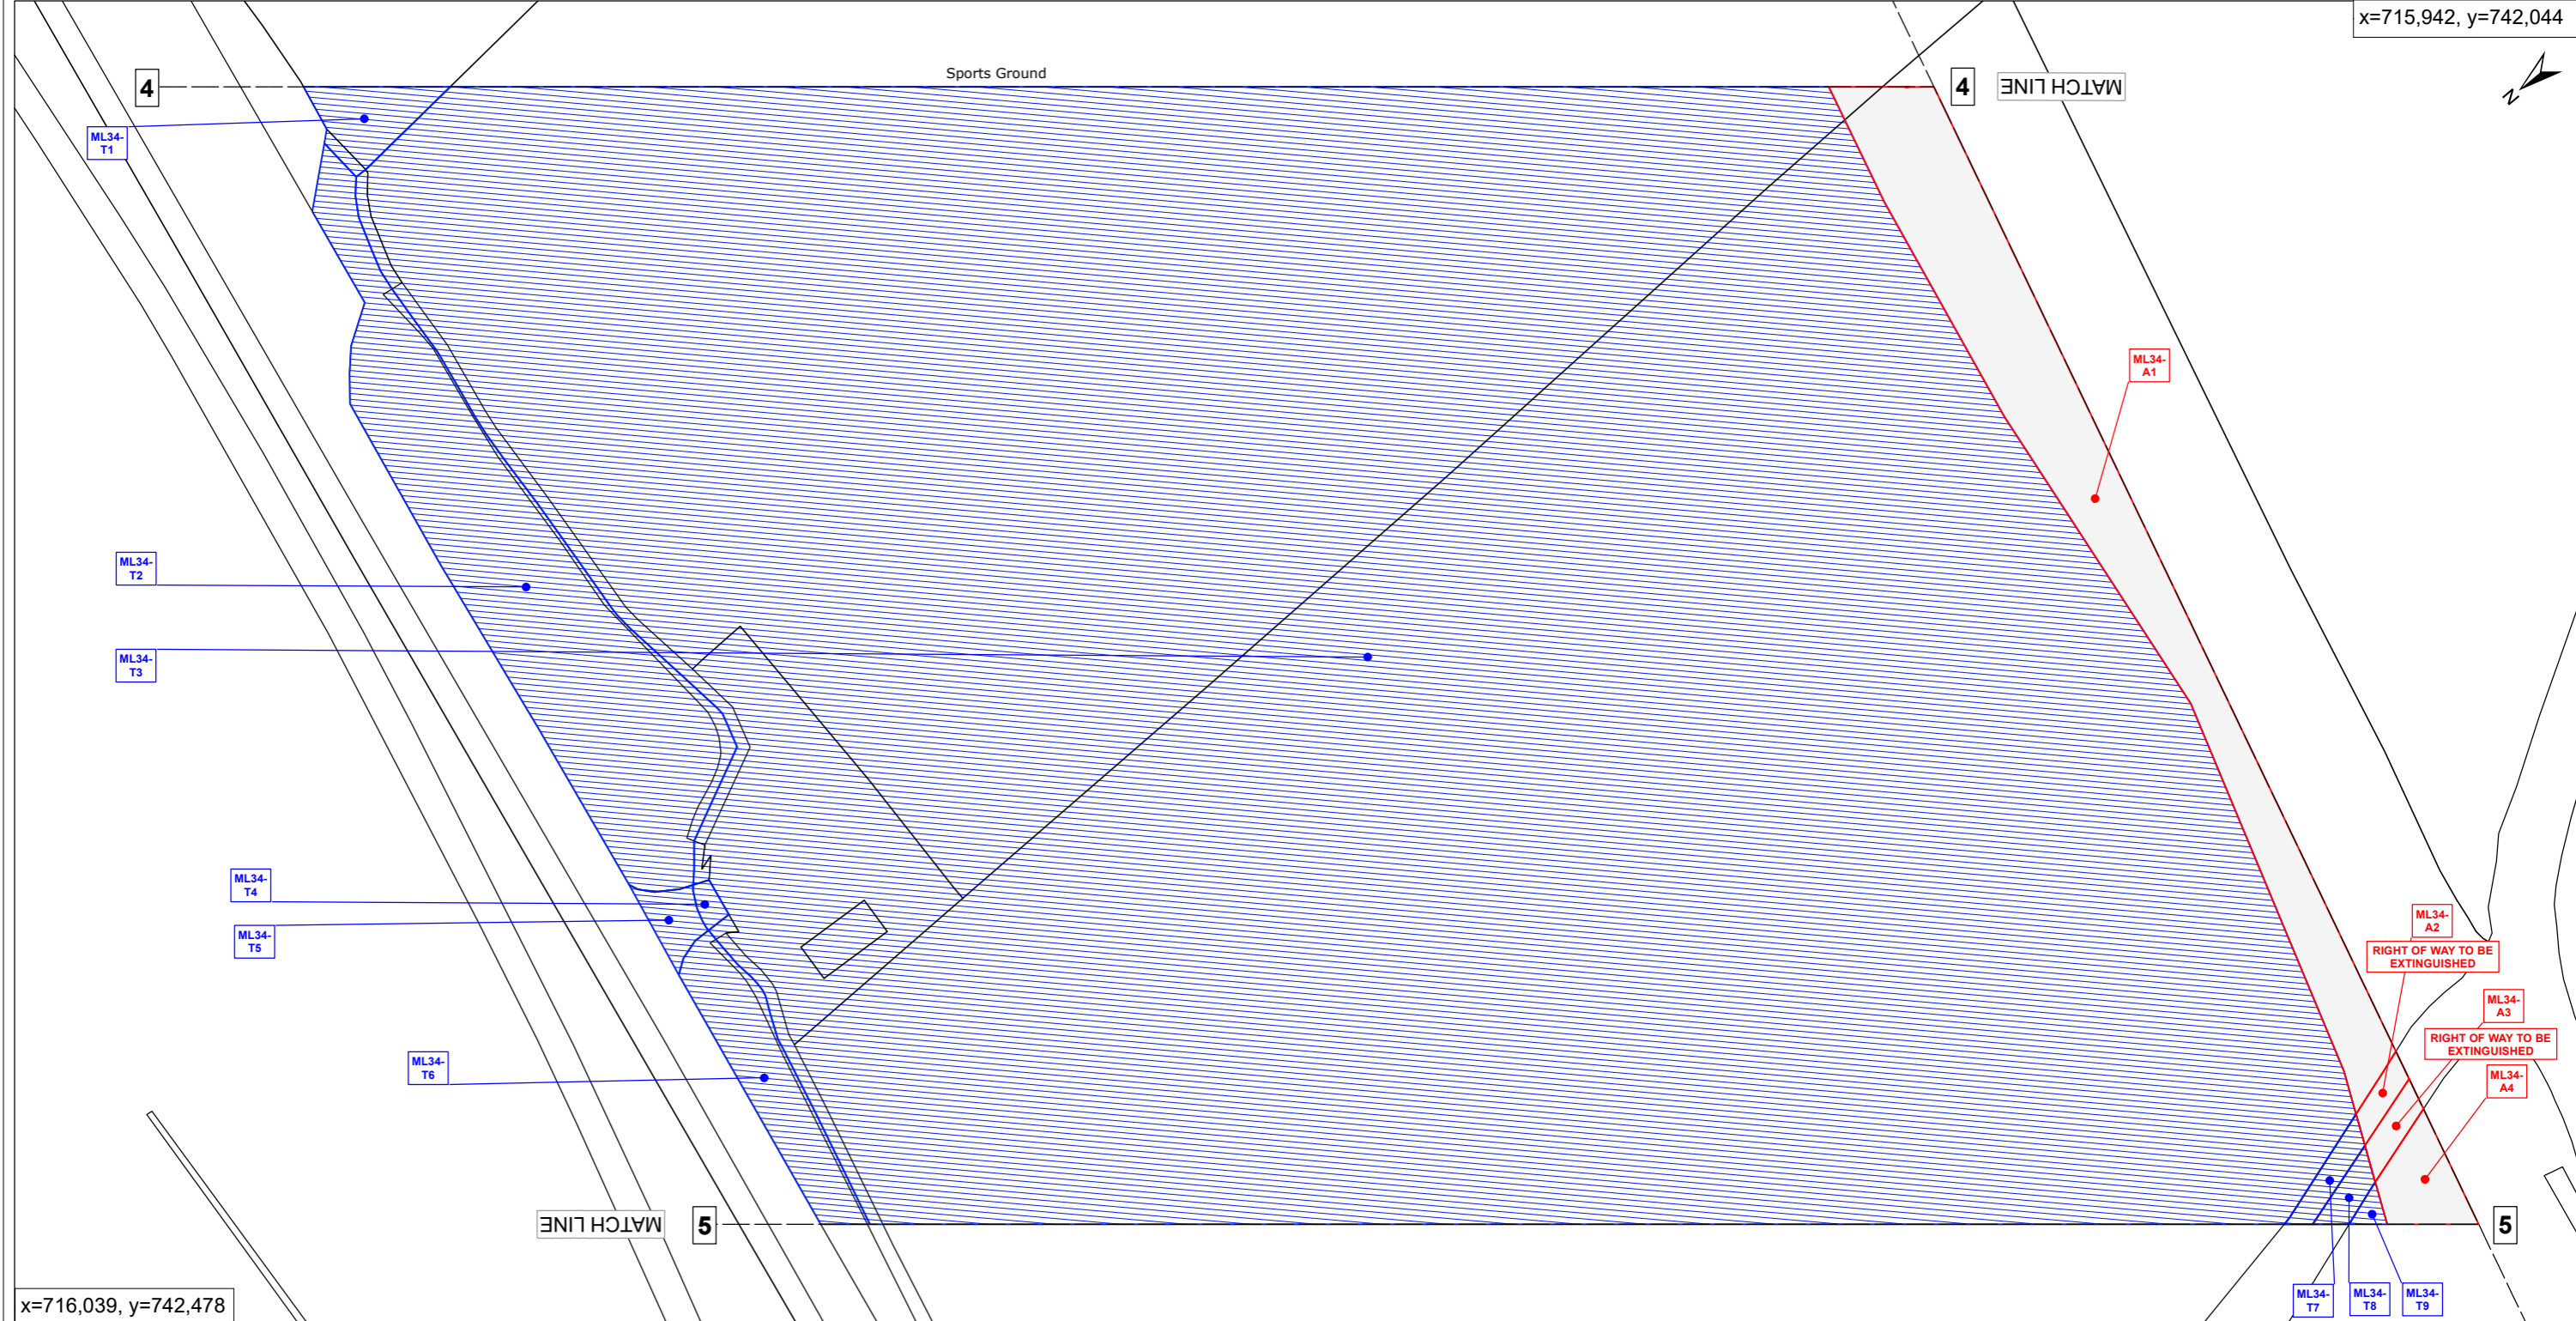 x=715,942, y=742,044
Sports Ground
4
4
MATCH LINE
N
ML34-
T1
ML34-
A1
ML34-
T2
ML34-
T3
ML34-
T4
ML34-
A2
ML34-
T5
RIGHT OF WAY TO BE
EXTINGUISHED
ML34-
A3
RIGHT OF WAY TO BE
EXTINGUISHED
ML34-
T6
ML34-
A4
MATCH LINE
5
5
x=716,039, y=742,478
ML34-
T7
ML34-
T8
ML34-
T9